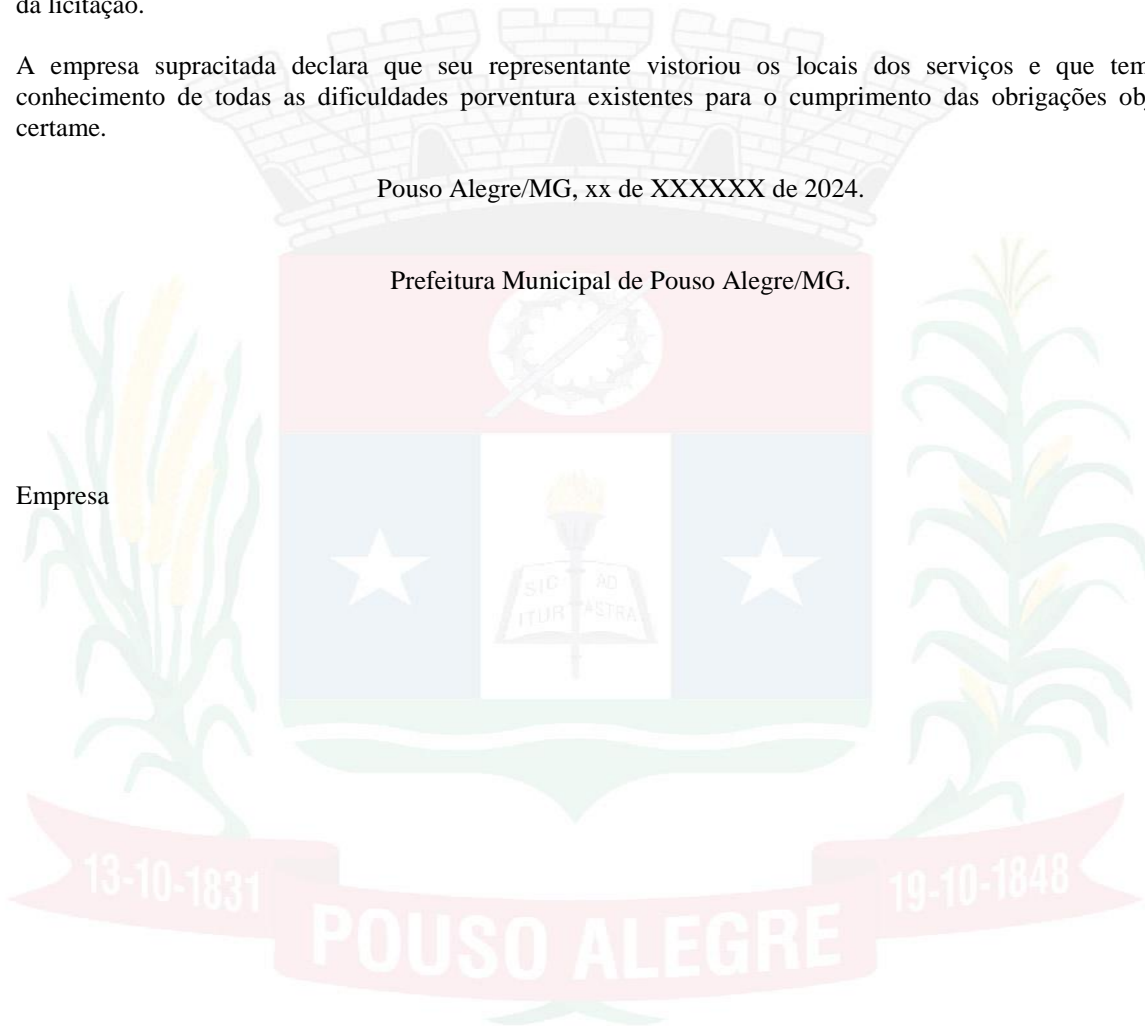 da licitação.
A empresa supracitada declara que seu representante vistoriou os locais dos serviços e que tem
conhecimento de todas as dificuldades porventura existentes para o cumprimento das obrigações
certame.
Pouso Alegre/MG, xx de XXXXXX de 2024.
Prefeitura Municipal de Pouso Alegre/MG.
Empresa
SIC AD
ITUR ASTRA
13-10-1831
19-10-1848
POUSO ALEGRE